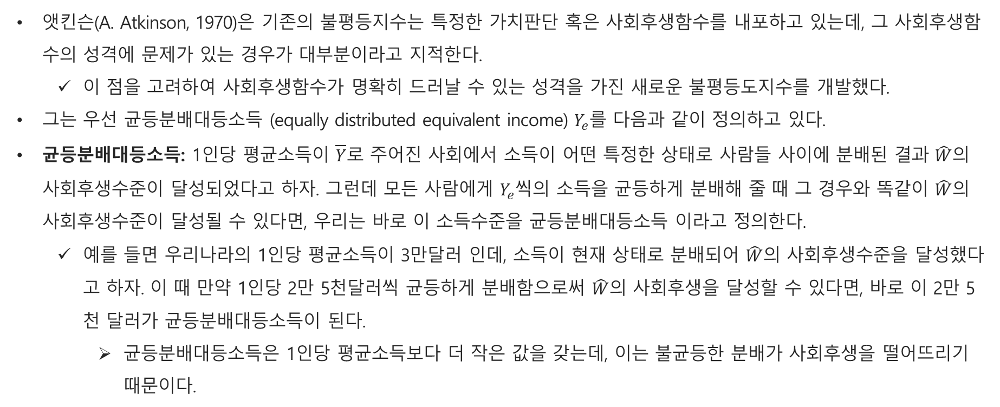 • 앳킨슨(A. Atkinson, 1970)은 기존의 불평등지수는 특정한 가치판단 혹은 사회후생함수를 내포하고 있는데, 그 사회후생함
수의 성격에 문제가 있는 경우가 대부분이라고 지적한다.
✓ 이 점을 고려하여 사회후생함수가 명확히 드러날 수 있는 성격을 가진 새로운 불평등도지수를 개발했다.
• 그는 우선 균등분배대등소득 (equally distributed equivalent income) Yₑ를 다음과 같이 정의하고 있다.
• 균등분배대등소득: 1인당 평균소득이 Y̅로 주어진 사회에서 소득이 어떤 특정한 상태로 사람들 사이에 분배된 결과 Ŵ의
사회후생수준이 달성되었다고 하자. 그런데 모든 사람에게 Yₑ씩의 소득을 균등하게 분배해 줄 때 그 경우와 똑같이 Ŵ의
사회후생수준이 달성될 수 있다면, 우리는 바로 이 소득수준을 균등분배대등소득 이라고 정의한다.
✓ 예를 들면 우리나라의 1인당 평균소득이 3만달러 인데, 소득이 현재 상태로 분배되어 Ŵ의 사회후생수준을 달성했다
고 하자. 이 때 만약 1인당 2만 5천달러씩 균등하게 분배함으로써 Ŵ의 사회후생을 달성할 수 있다면, 바로 이 2만 5
천 달러가 균등분배대등소득이 된다.
➢ 균등분배대등소득은 1인당 평균소득보다 더 작은 값을 갖는데, 이는 불균등한 분배가 사회후생을 떨어뜨리기
때문이다.